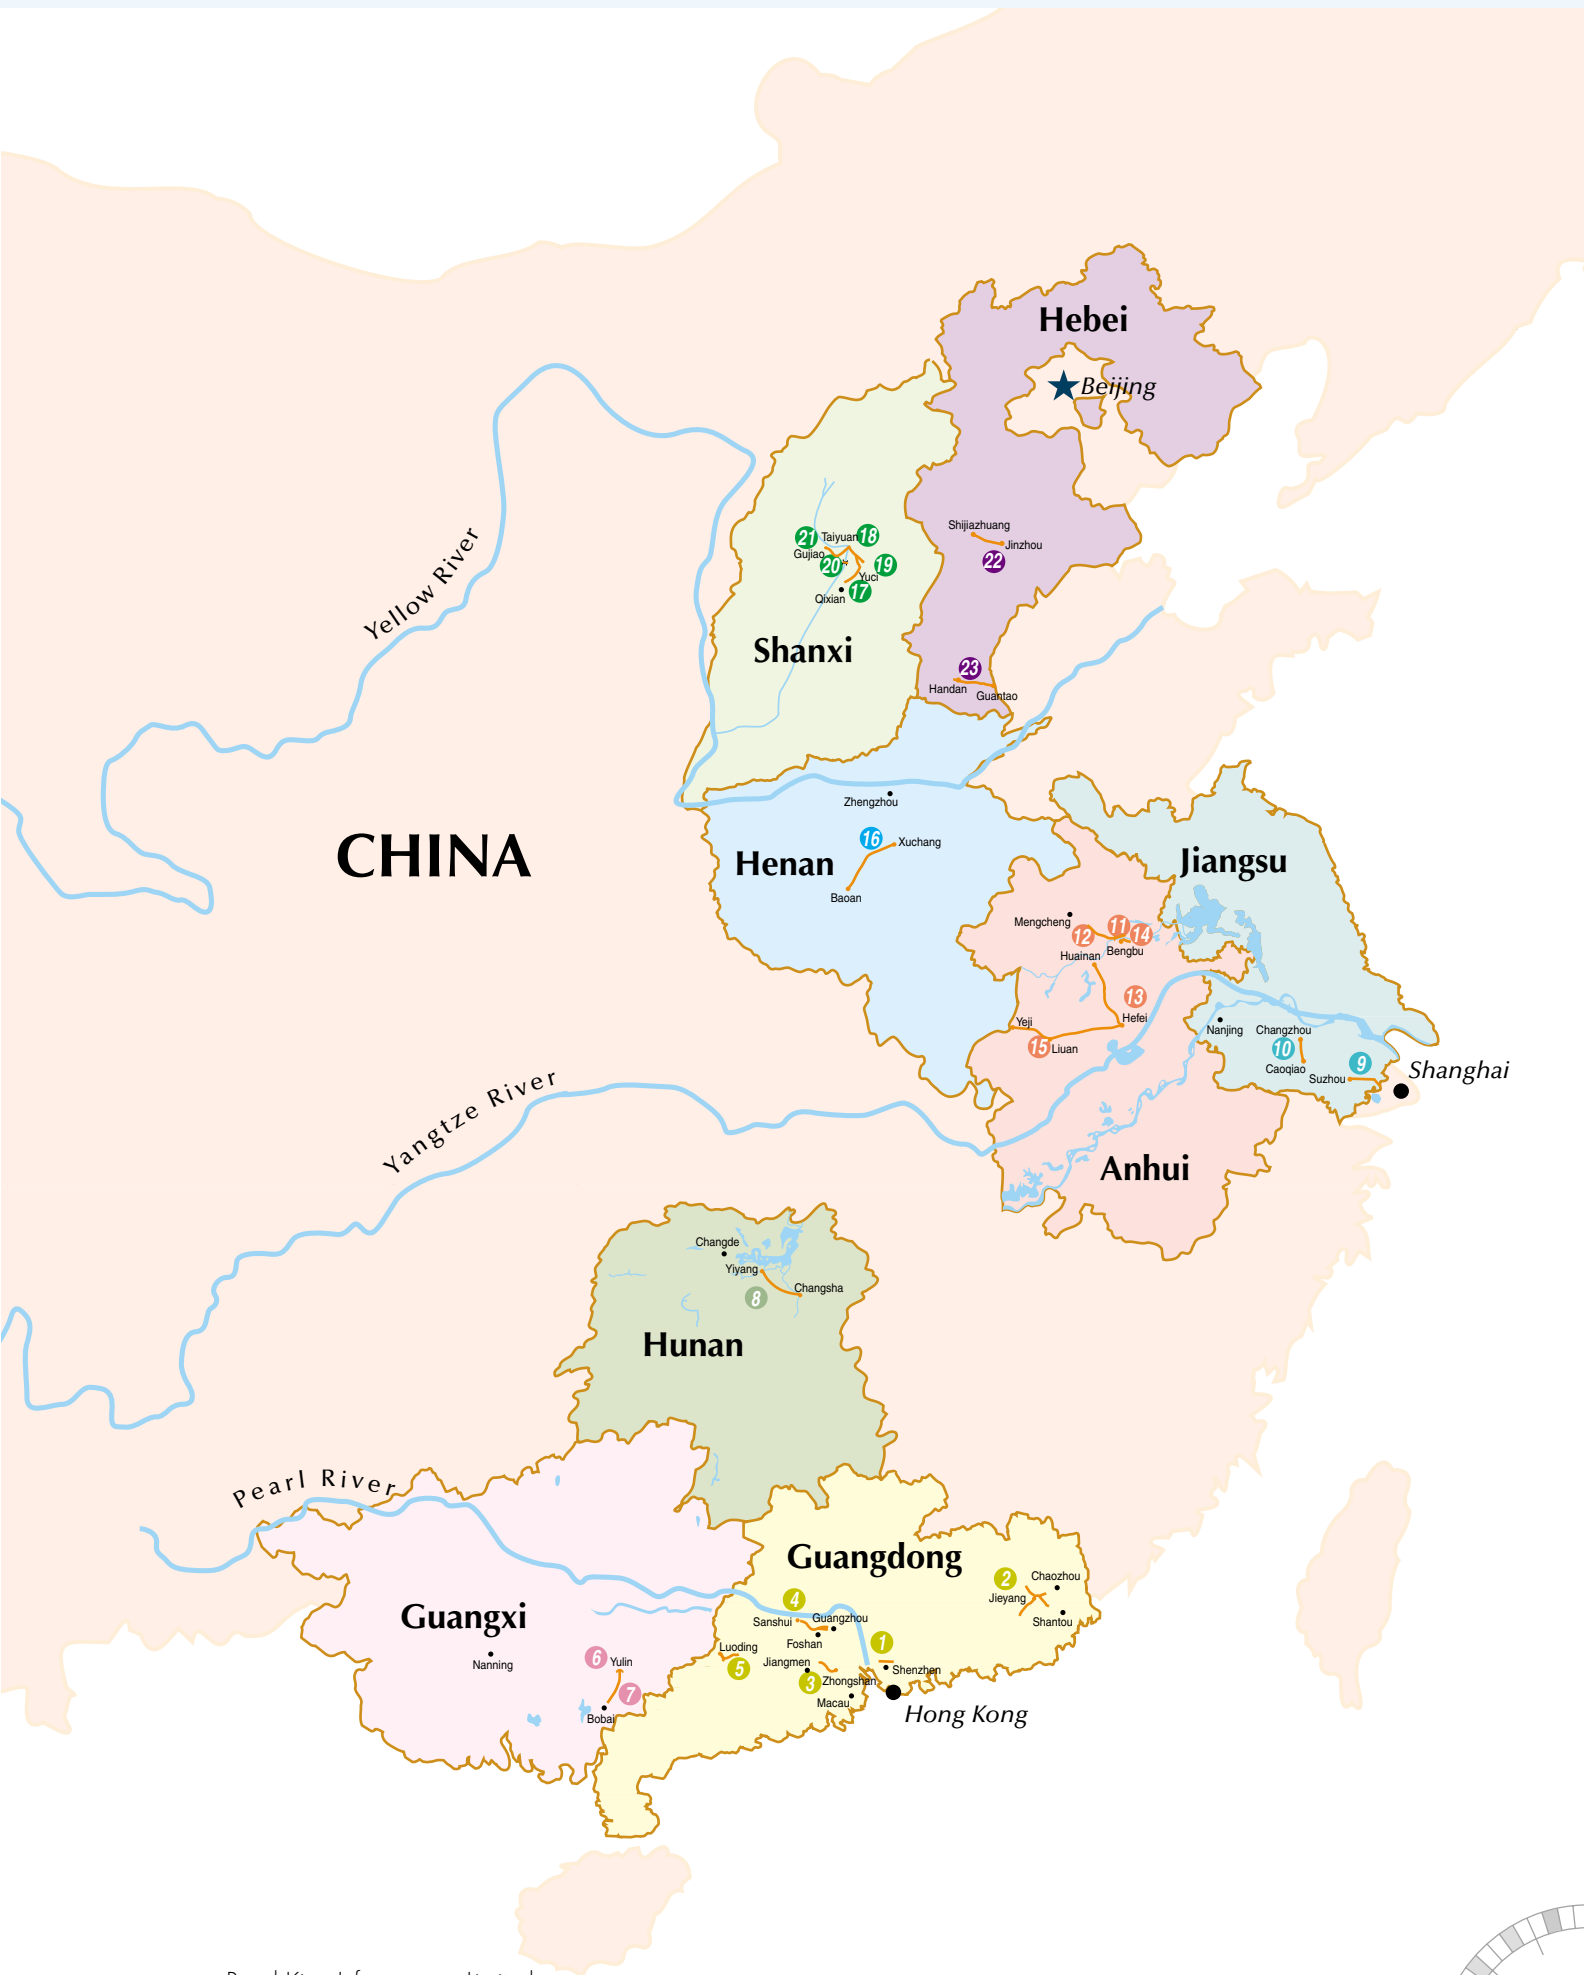 Hebei
Beijing
Shijiazhuang
Jinzhou
22
21
Taiyuan
18
Gujiao
20
19
Yuci
Qixian
17
Yellow River
Shanxi
23
Handan
Guantao
Zhengzhou
16
Xuchang
CHINA
Henan
Jiangsu
Baoan
Mengcheng
12
11
14
Huainan
Bengbu
13
Yeji
Hefei
15
Liuan
Nanjing
Changzhou
10
Caoqiao
9
Suzhou
Shanghai
Yangtze River
Anhui
Changde
Yiyang
Changsha
8
Hunan
Pearl River
Guangdong
2
Chaozhou
Jieyang
Shantou
4
Sanshui
Guangzhou
Foshan
Guangxi
1
Luoding
5
Jiangmen
Shenzhen
3
Zhongshan
Macau
6
Yulin
Nanning
7
Bobai
Hong Kong